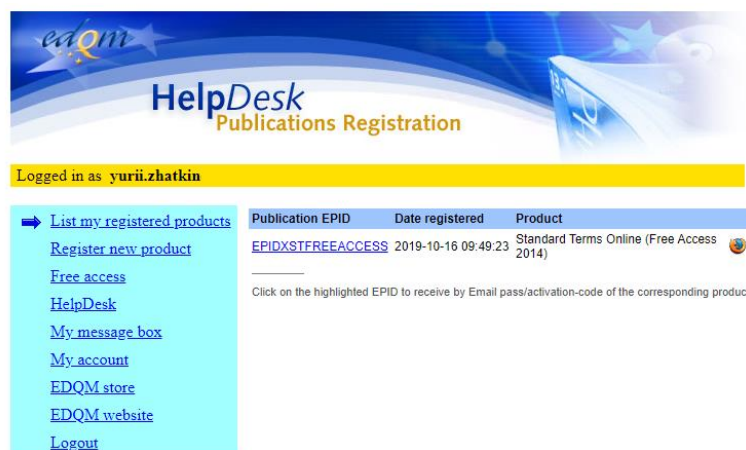 edqm
HelpDesk
Publications Registration
Logged in as yurii.zhatkin
List my registered products
Register new product
Free access
HelpDesk
My message box
My account
EDQM store
EDQM website
Logout
Publication EPID Date registered Product
EPIDXSTFREEACCESS 2019-10-16 09:49:23 Standard Terms Online (Free Access
2014)
Click on the highlighted EPID to receive by Email pass/activation-code of the corresponding produc